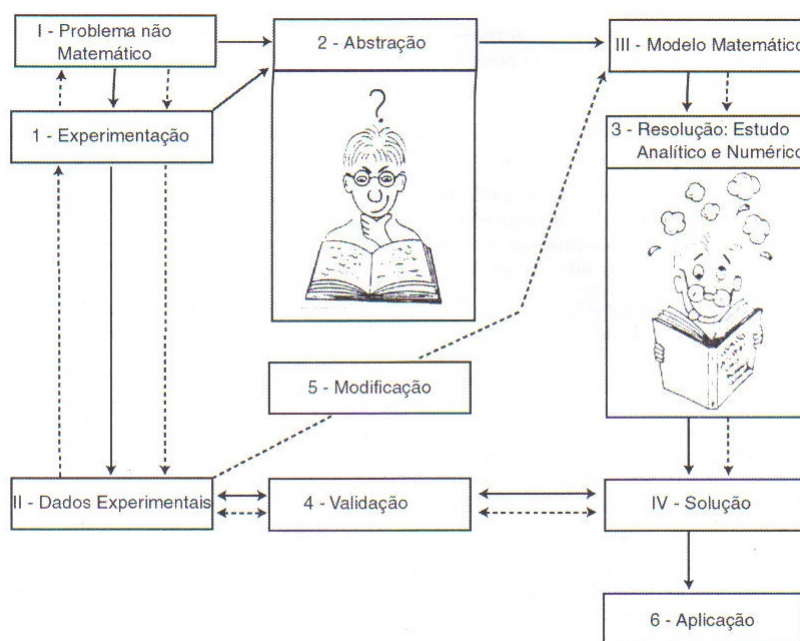 I - Problema não
Matemático
2 - Abstração
III - Modelo Matemático
1 - Experimentação
3 - Resolução: Estudo
Analítico e Numérico
?
5 - Modificação
II - Dados Experimentais
4 - Validação
IV - Solução
6 - Aplicação